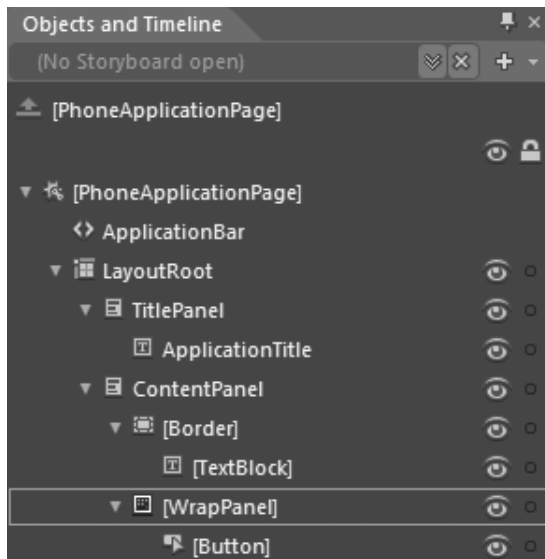 Objects and Timeline
(No Storyboard open)
[PhoneApplicationPage]
[PhoneApplicationPage]
ApplicationBar
LayoutRoot
TitlePanel
ApplicationTitle
ContentPanel
[Border]
[TextBlock]
[WrapPanel]
[Button]